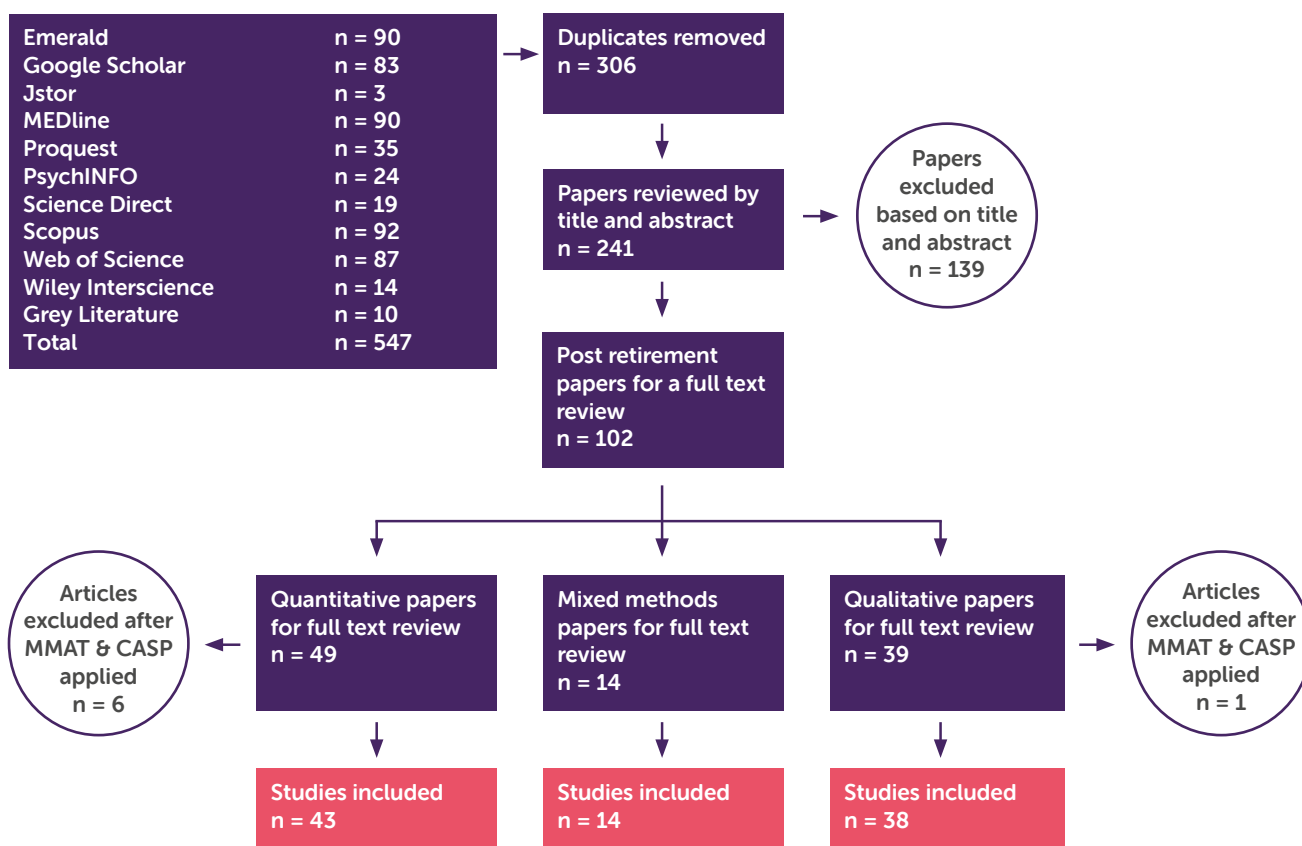 Emerald n = 90
Google Scholar n = 83
Jstor n = 3
MEDline n = 90
Proquest n = 35
PsychINFO n = 24
Science Direct n = 19
Scopus n = 92
Web of Science n = 87
Wiley Interscience n = 14
Grey Literature n = 10
Total n = 547
Duplicates removed
n = 306
Papers reviewed by
title and abstract
n = 241
Papers
excluded
based on title
and abstract
n = 139
Post retirement
papers for a full text
review
n = 102
Articles
excluded after
MMAT & CASP
applied
n = 6
Quantitative papers
for full text review
n = 49
Mixed methods
papers for full text
review
n = 14
Qualitative papers
for full text review
n = 39
Articles
excluded after
MMAT & CASP
applied
n = 1
Studies included
n = 43
Studies included
n = 14
Studies included
n = 38